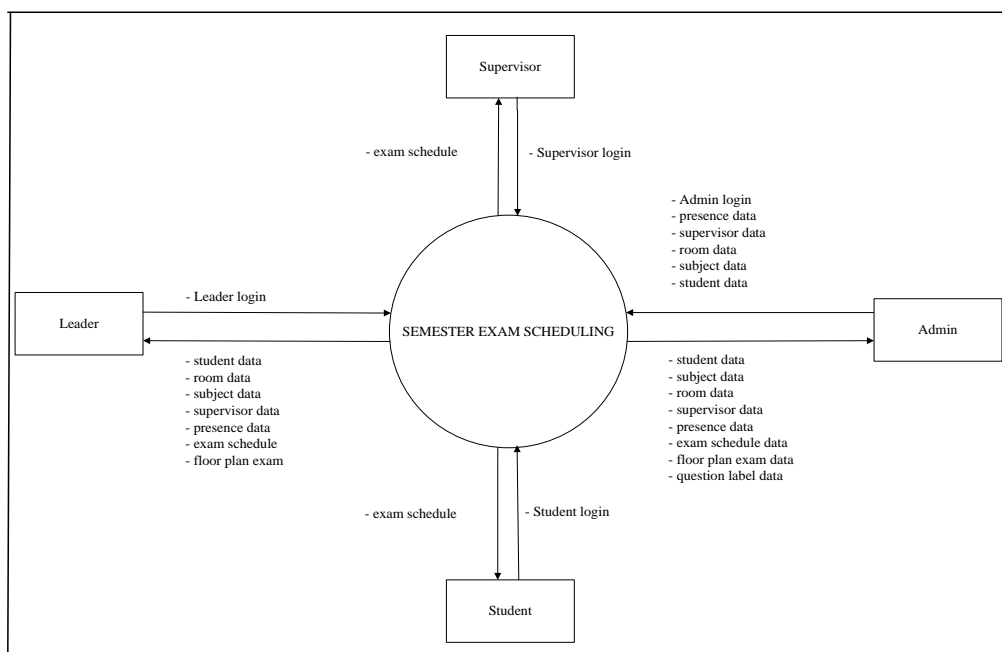 Supervisor
- exam schedule
- Supervisor login
- Admin login
- presence data
- supervisor data
- room data
- subject data
- student data
- Leader login
Leader
SEMESTER EXAM SCHEDULING
Admin
- student data
- room data
- subject data
- supervisor data
- presence data
- exam schedule
- floor plan exam
- student data
- subject data
- room data
- supervisor data
- presence data
- exam schedule data
- floor plan exam data
- question label data
- exam schedule
- Student login
Student